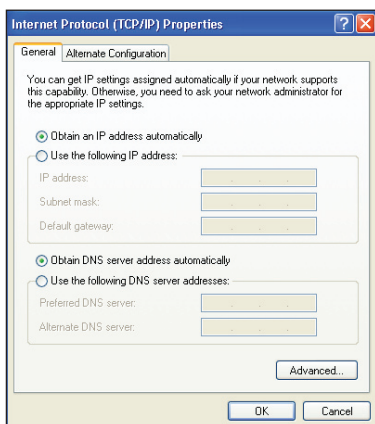 Internet Protocol (TCP/IP) Properties
General
Alternate Configuration
You can get IP settings assigned automatically if your network supports
this capability. Otherwise, you need to ask your network administrator for
the appropriate IP settings.
Obtain an IP address automatically
Use the following IP address:
IP address:
Subnet mask:
Default gateway:
Obtain DNS server address automatically
Use the following DNS server addresses:
Preferred DNS server:
Alternate DNS server:
Advanced...
OK
Cancel